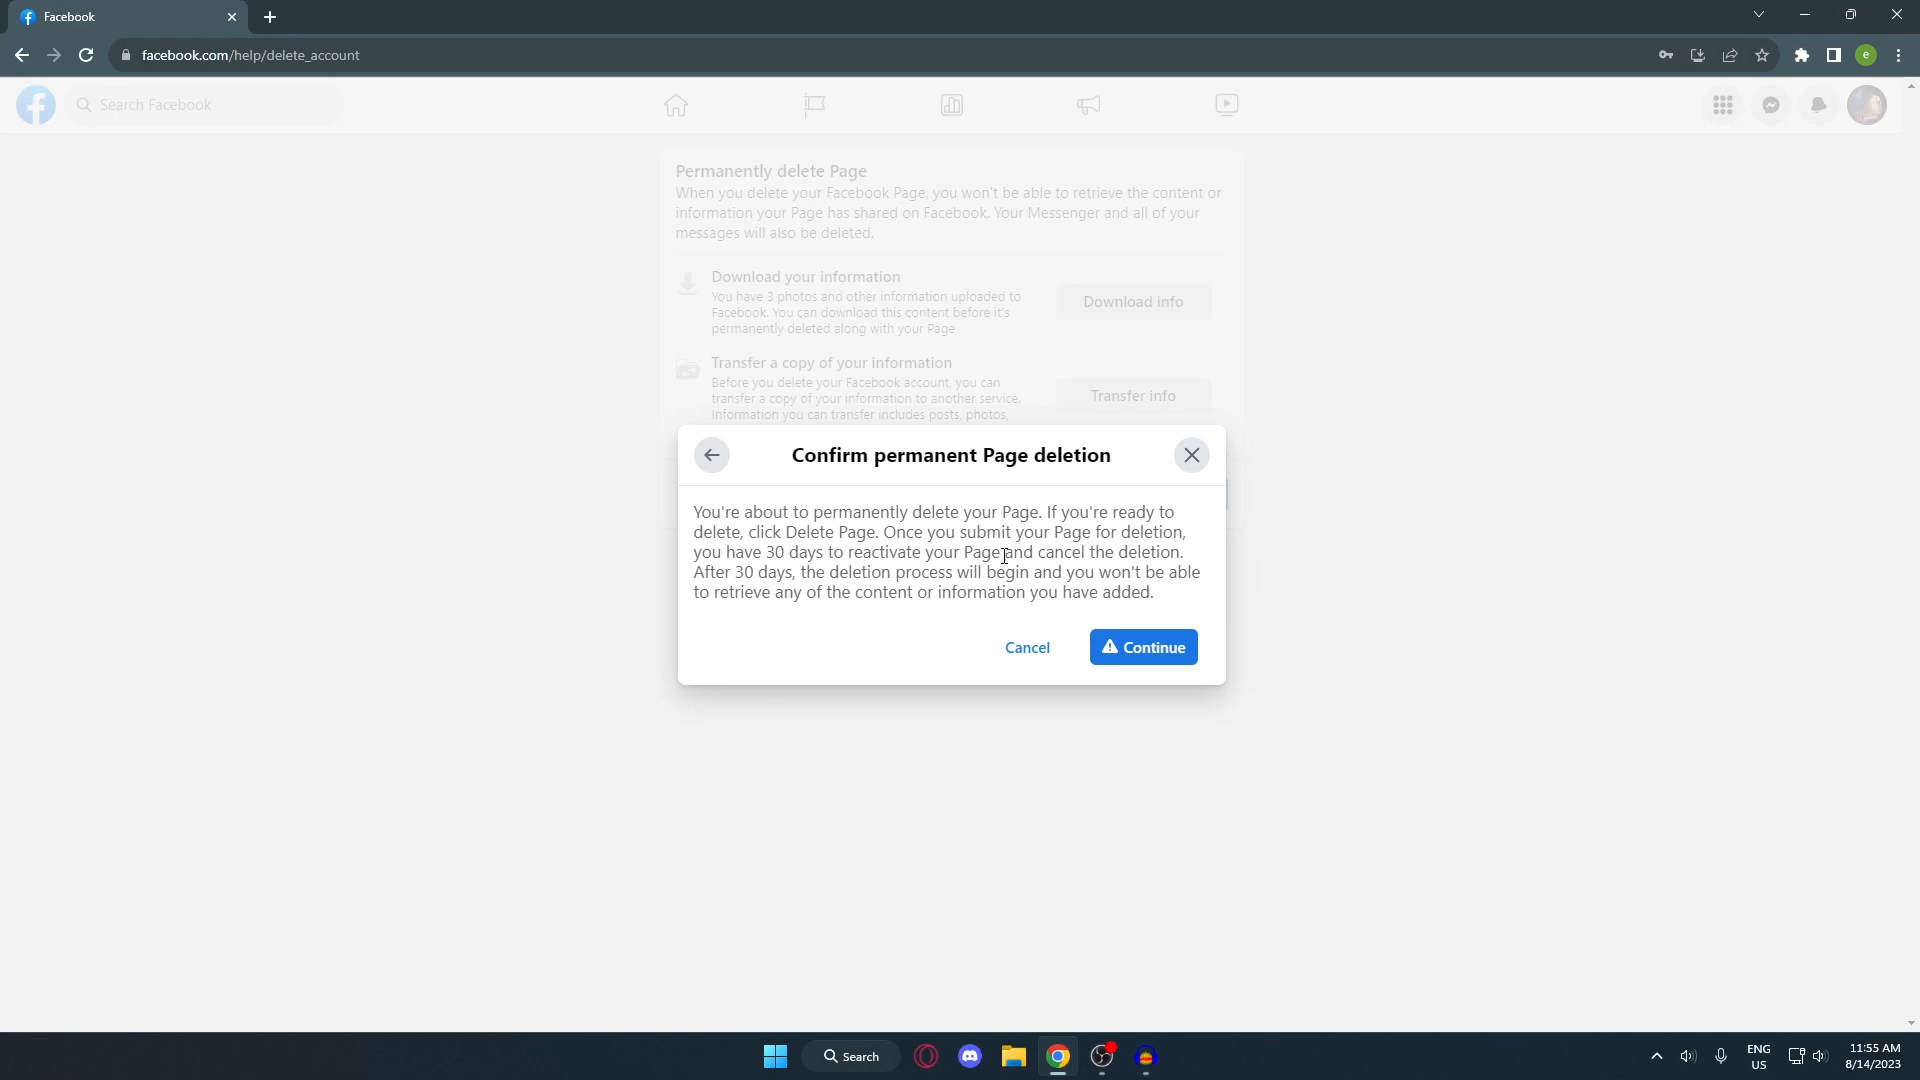 Facebook
facebook.com/help/delete_account
e
Search Facebook
Permanently delete Page
When you delete your Facebook Page, you won't be able to retrieve the content or
information your Page has shared on Facebook. Your Messenger and all of your
messages will also be deleted.
Download your information
You have 3 photos and other information uploaded to
Facebook. You can download this content before it's
permanently deleted along with your Page
Download info
Transfer a copy of your information
Before you delete your Facebook account, you can
transfer a copy of your information to another service.
Information you can transfer includes posts, photos,
Transfer info
Confirm permanent Page deletion
You're about to permanently delete your Page. If you're ready to
delete, click Delete Page. Once you submit your Page for deletion,
you have 30 days to reactivate your Page and cancel the deletion.
After 30 days, the deletion process will begin and you won't be able
to retrieve any of the content or information you have added.
Cancel
Continue
Search
ENG
US
11:55 AM
8/14/2023